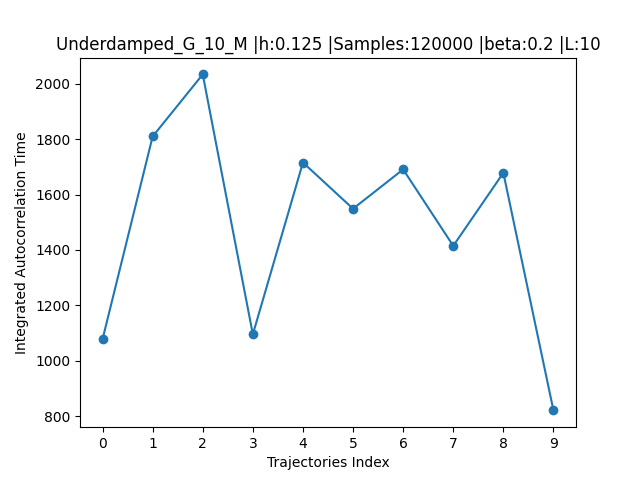 Underdamped_G_10_M |h:0.125 |Samples:120000 |beta:0.2 |L:10
Integrated Autocorrelation Time
2000
1800
1600
1400
1200
1000
800
0 1 2 3 4 5 6 7 8 9
Trajectories Index